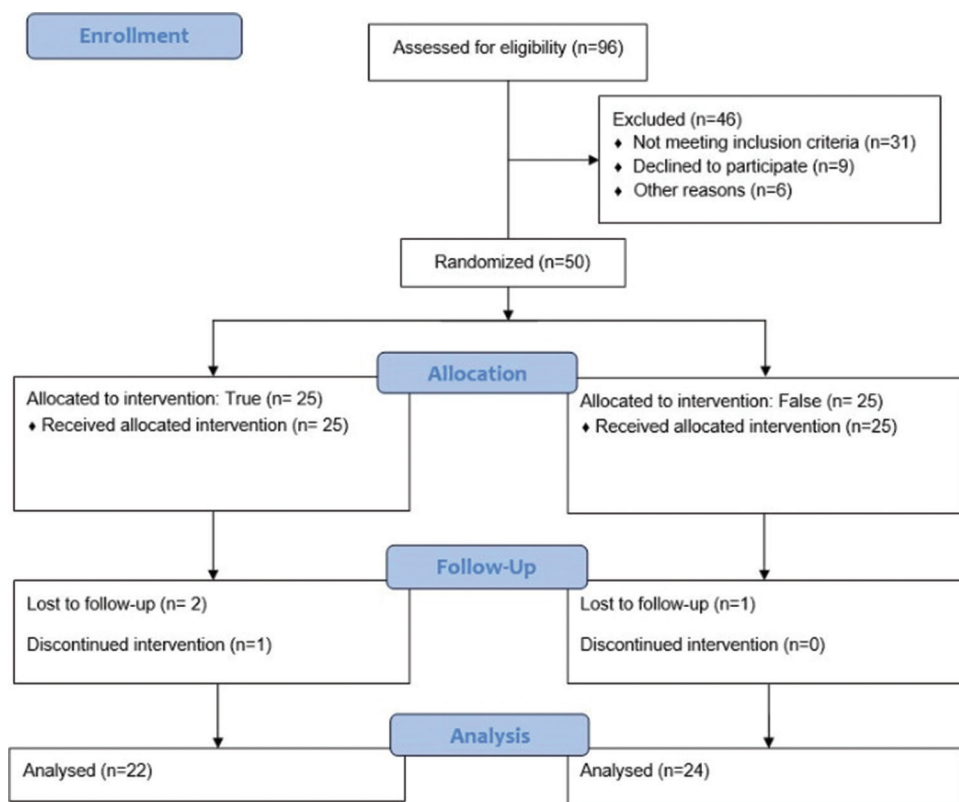 Enrollment
Assessed for eligibility (n=96)
Excluded (n=46)
♦ Not meeting inclusion criteria (n=31)
♦ Declined to participate (n=9)
♦ Other reasons (n=6)
Randomized (n=50)
Allocation
Allocated to intervention: True (n= 25)
♦ Received allocated intervention (n= 25)
Allocated to intervention: False (n= 25)
♦ Received allocated intervention (n=25)
Follow-Up
Lost to follow-up (n= 2)
Discontinued intervention (n=1)
Lost to follow-up (n=1)
Discontinued intervention (n=0)
Analysis
Analysed (n=22)
Analysed (n=24)